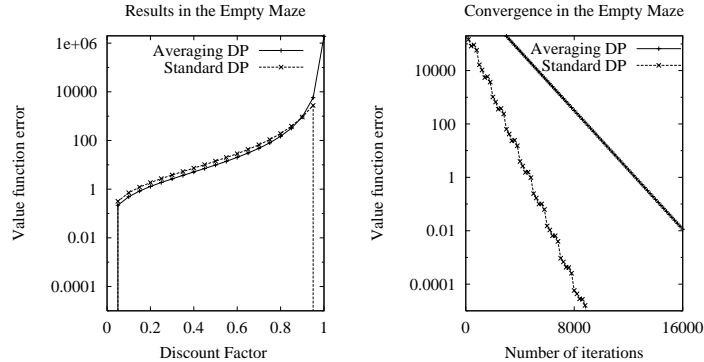 Results in the Empty Maze
1e+06
10000
100
1
0.01
0.0001
Value function error
Averaging DP
Standard DP
0
0.2
0.4
0.6
0.8
1
Discount Factor
Convergence in the Empty Maze
10000
100
1
0.01
0.0001
Value function error
Averaging DP
Standard DP
0
8000
16000
Number of iterations